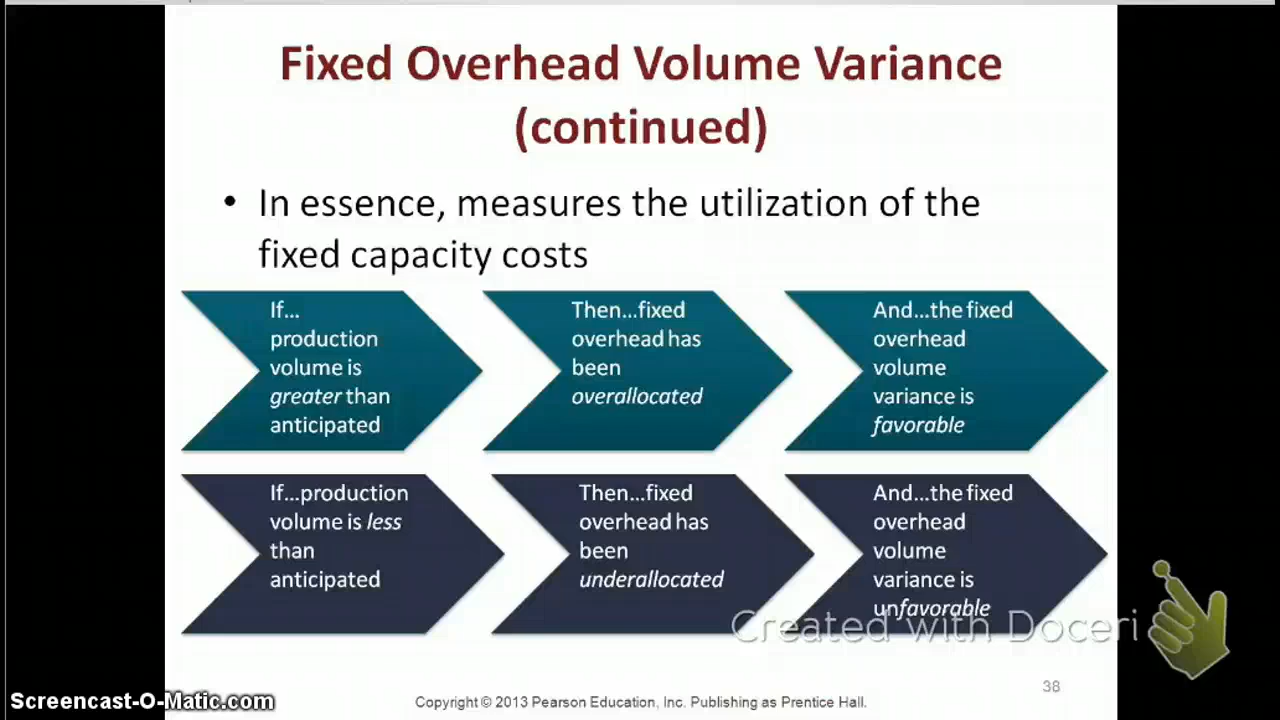 Fixed Overhead Volume Variance
(continued)
• In essence, measures the utilization of the
fixed capacity costs
If...
production
volume is
greater than
anticipated
Then...fixed
overhead has
been
overallocated
And...the fixed
overhead
volume
variance is
favorable
If...production
volume is less
than
anticipated
Then...fixed
overhead has
been
underallocated
And...the fixed
overhead
volume
variance is
unfavorable
Created with Doceri
38
Screencast-O-Matic.com
Copyright © 2013 Pearson Education, Inc. Publishing as Prentice Hall.